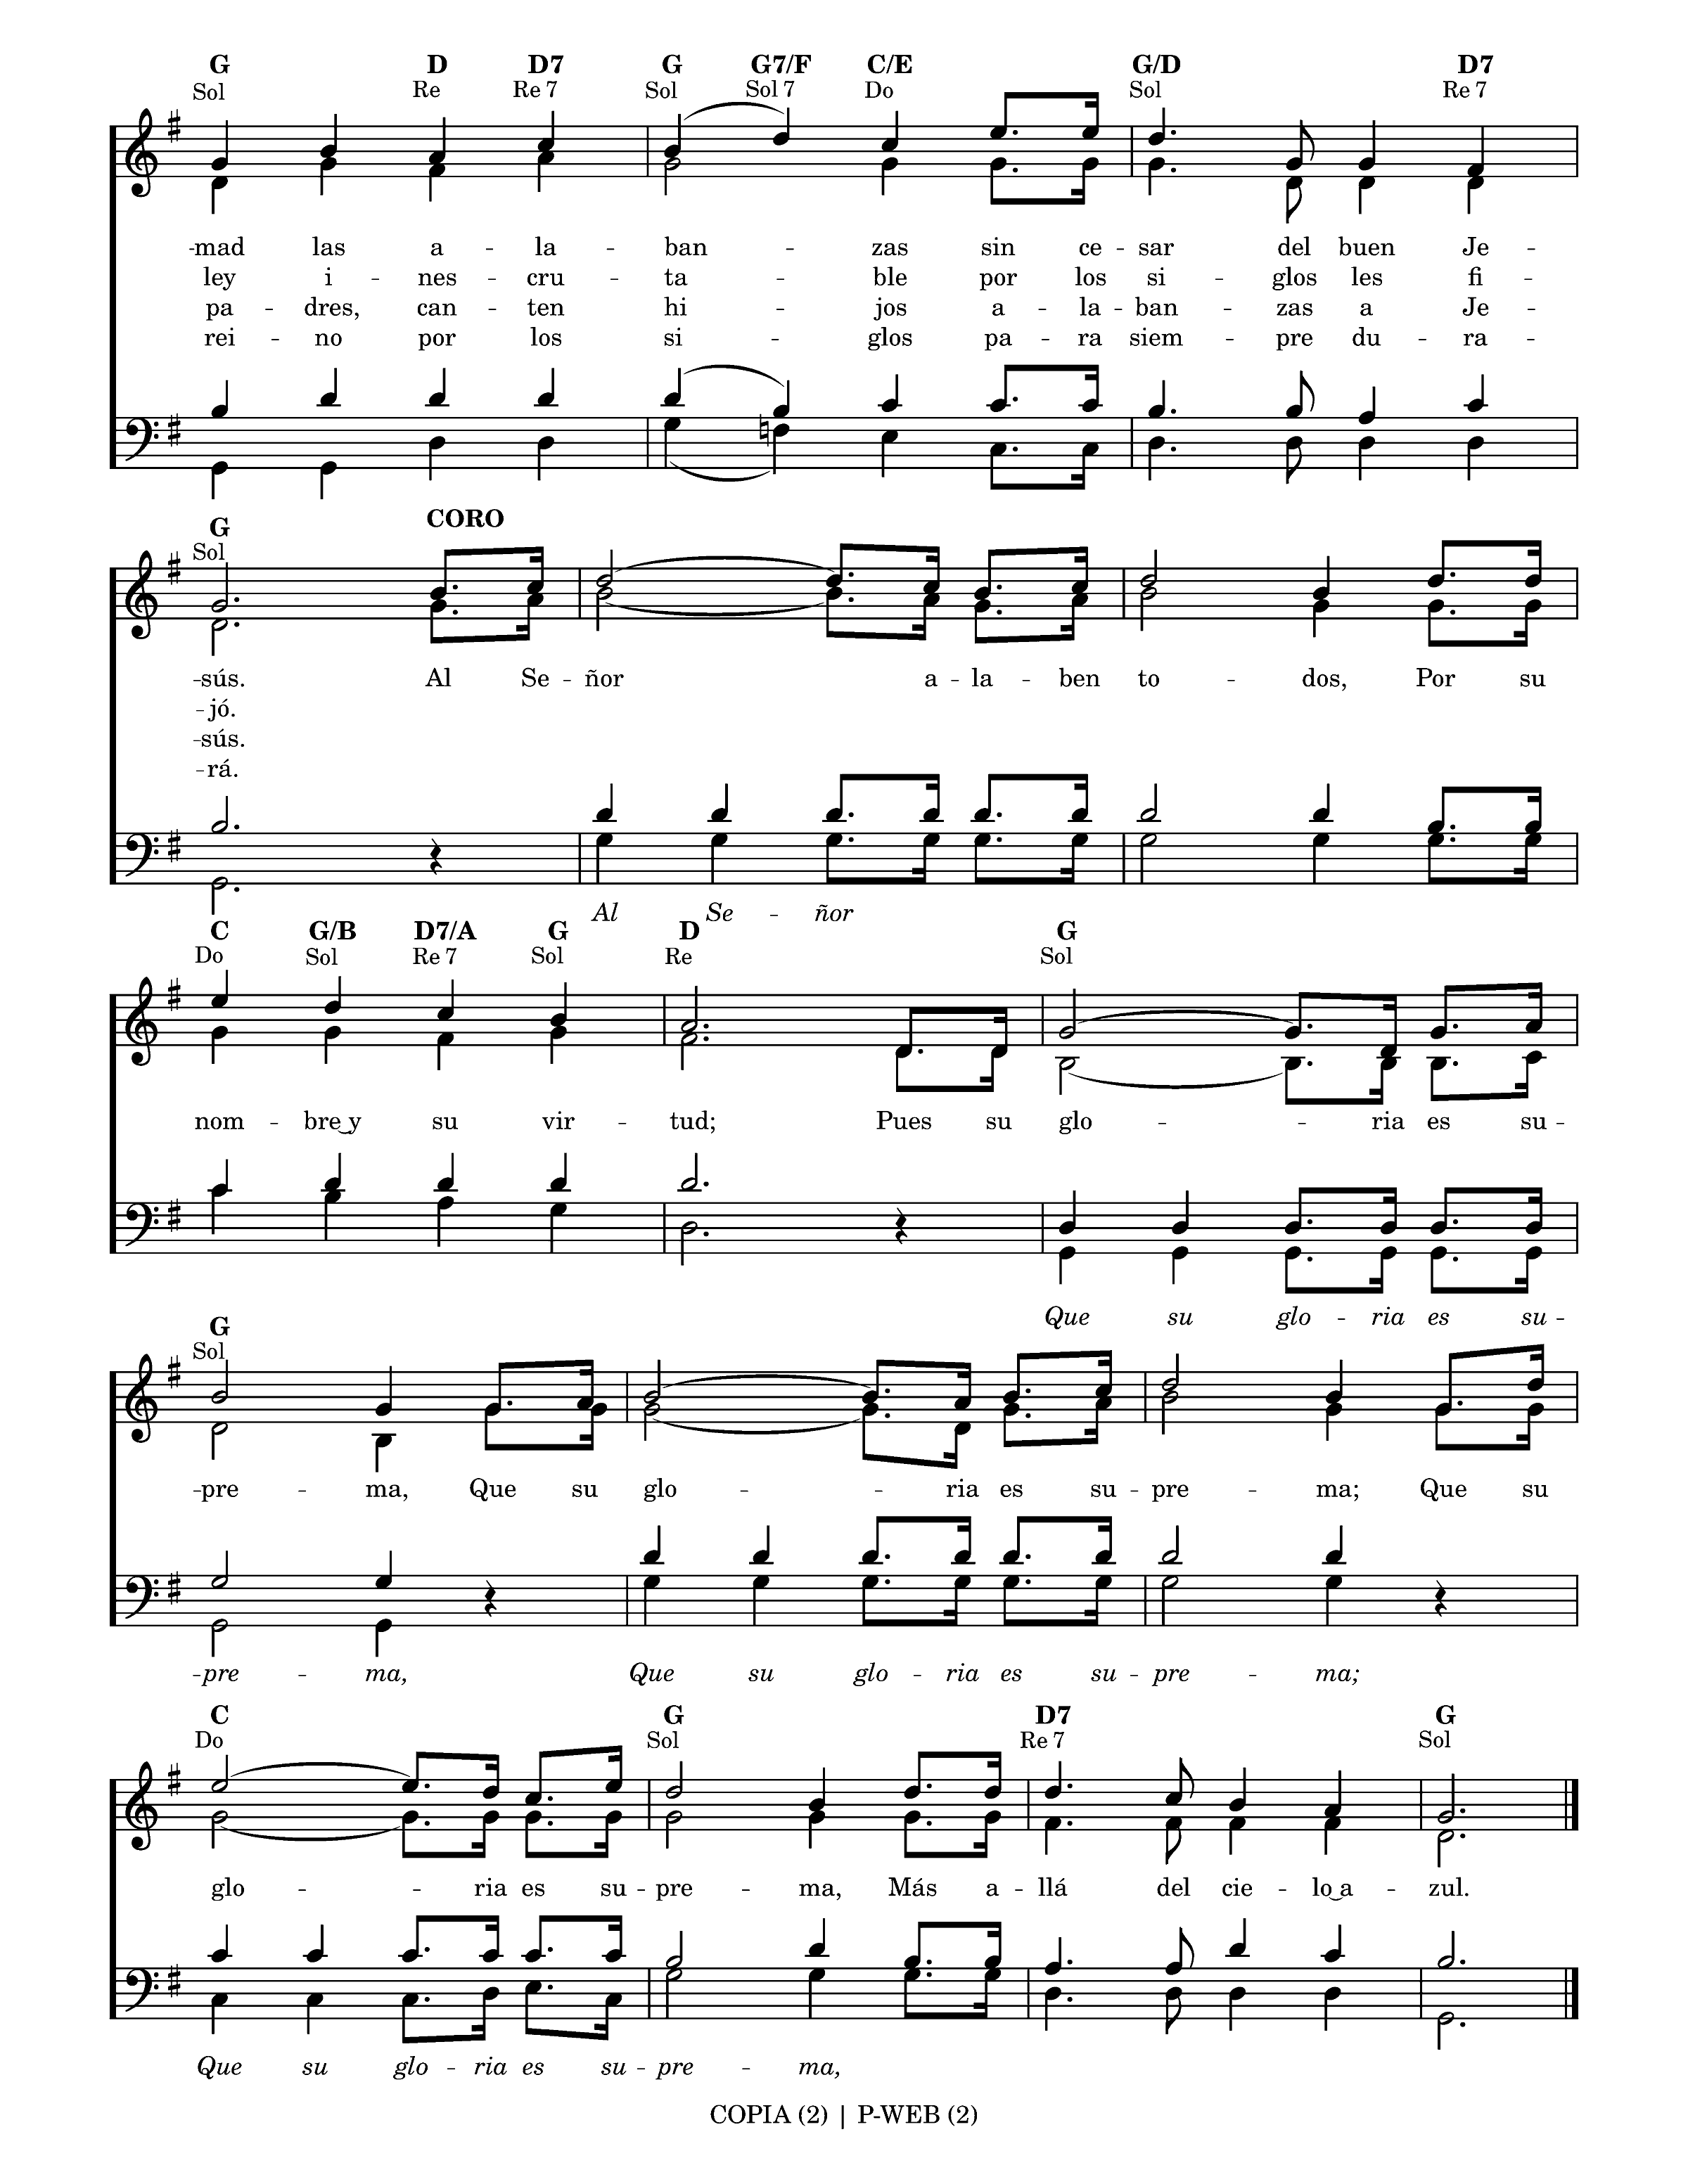 G D D7 G G7/F C/E G/D D7
Sol Re Re 7 Sol Sol 7 Do Sol Re 7
-mad las a - la - ban - zas sin ce - sar del buen Je -
ley i - nes - cru - ta - ble por los si - glos les fi -
pa - dres, can - ten hi - jos a - la - ban - zas a Je -
rei - no por los si - glos pa - ra siem - pre du - ra -
G CORO
Sol
-sús. Al Se - ñor a - la - ben to - dos, Por su
-jó.
-sús.
-rá.
Al Se - ñor
C G/B D7/A G D G
Do Sol Re 7 Sol Re Sol
nom - bre‿y su vir - tud; Pues su glo - ria es su -
Que su glo - ria es su -
G
Sol
-pre - ma, Que su glo - ria es su - pre - ma; Que su
-pre - ma, Que su glo - ria es su - pre - ma;
C G D7 G
Do Sol Re 7 Sol
glo - ria es su - pre - ma, Más a - llá del cie - lo‿a - zul.
Que su glo - ria es su - pre - ma,
COPIA (2) | P-WEB (2)